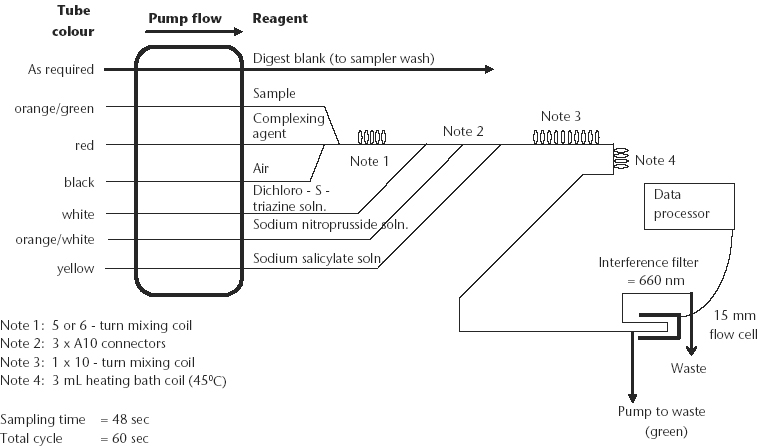 Tube
colour
Pump flow
Reagent
As required
Digest blank (to sampler wash)
orange/green
Sample
Complexing
agent
red
Air
black
Dichloro - S -
triazine soln.
white
Sodium nitroprusside soln.
orange/white
Sodium salicylate soln
yellow
Note 1
Note 2
Note 3
Note 4
Data
processor
Interference filter
= 660 nm
15 mm
flow cell
Waste
Pump to waste
(green)
Note 1: 5 or 6 - turn mixing coil
Note 2: 3 x A10 connectors
Note 3: 1 x 10 - turn mixing coil
Note 4: 3 mL heating bath coil (45⁰C)
Sampling time = 48 sec
Total cycle = 60 sec